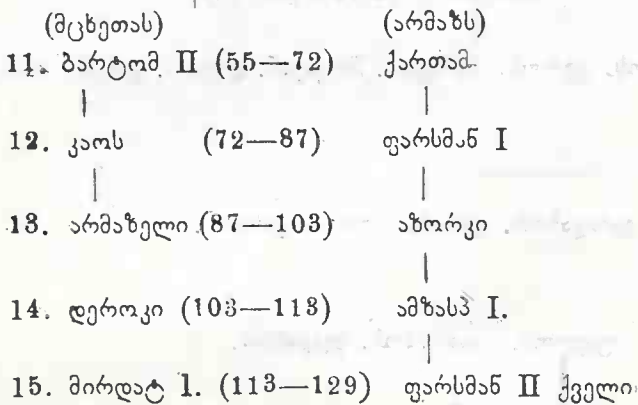 (მცხეთას) (არმაზს)
11. ბარტომ II (55—72) ქართამ
12. კაოს (72—87) ფარსმან I
13. არმაზელი (87—103) აზორკი
14. დეროკი (103—113) ამზასპ I.
15. მირდატ 1. (113—129) ფარსმან II ქველი